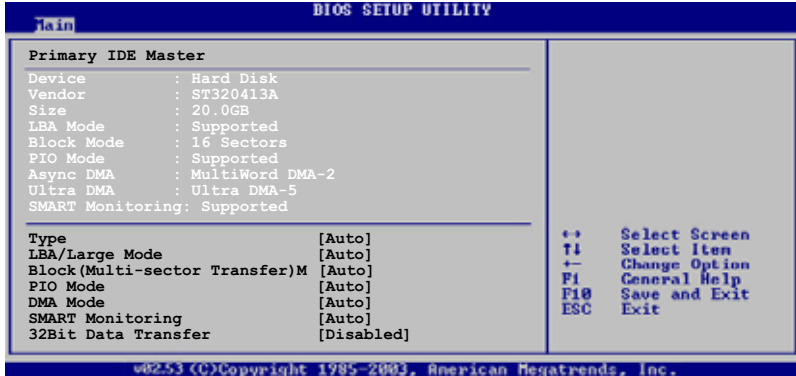 BIOS SETUP UTILITY
Main
Primary IDE Master
Device : Hard Disk
Vendor : ST320413A
Size : 20.0GB
LBA Mode : Supported
Block Mode : 16 Sectors
PIO Mode : Supported
Async DMA : MultiWord DMA-2
Ultra DMA : Ultra DMA-5
SMART Monitoring: Supported
Type [Auto]
LBA/Large Mode [Auto]
Block(Multi-sector Transfer)M [Auto]
PIO Mode [Auto]
DMA Mode [Auto]
SMART Monitoring [Auto]
32Bit Data Transfer [Disabled]
←→ Select Screen
↑↓ Select Item
+- Change Option
F1 General Help
F10 Save and Exit
ESC Exit
v02.53 (C)Copyright 1985-2003, American Megatrends, Inc.